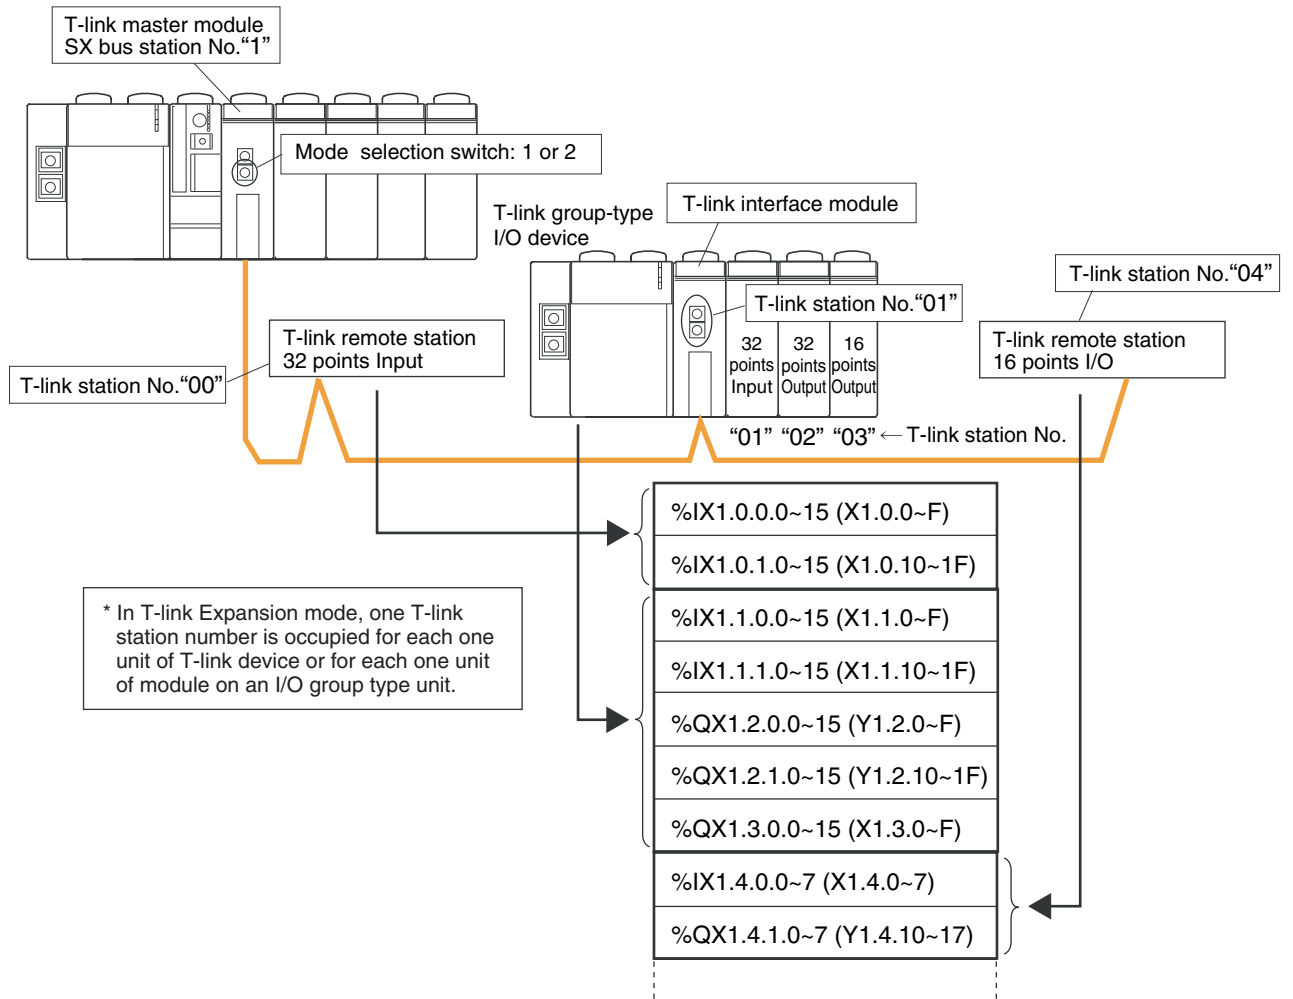 T-link master module
SX bus station No.“1”
Mode selection switch: 1 or 2
T-link group-type
I/O device
T-link interface module
T-link station No.“04”
T-link station No.“01”
T-link remote station
32 points Input
T-link station No.“00”
32 points Input
32 points Output
16 points Output
T-link remote station
16 points I/O
“01” “02” “03” ← T-link station No.
%IX1.0.0.0~15 (X1.0.0~F)
%IX1.0.1.0~15 (X1.0.10~1F)
%IX1.1.0.0~15 (X1.1.0~F)
%IX1.1.1.0~15 (X1.1.10~1F)
%QX1.2.0.0~15 (Y1.2.0~F)
%QX1.2.1.0~15 (Y1.2.10~1F)
%QX1.3.0.0~15 (X1.3.0~F)
%IX1.4.0.0~7 (X1.4.0~7)
%QX1.4.1.0~7 (Y1.4.10~17)
* In T-link Expansion mode, one T-link
station number is occupied for each one
unit of T-link device or for each one unit
of module on an I/O group type unit.